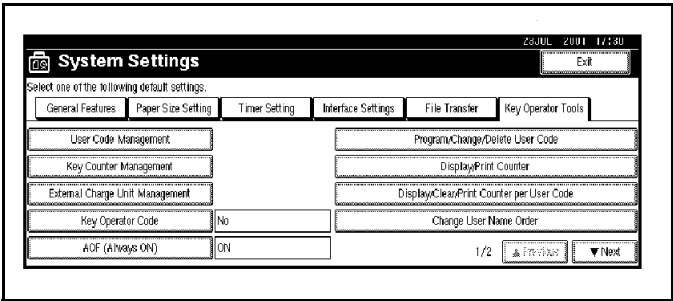 28JUL 2001 17:30
System Settings
Exit
Select one of the following default settings.
General Features Paper Size Setting Timer Setting Interface Settings File Transfer Key Operator Tools
User Code Management Program/Change/Delete User Code
Key Counter Management Display/Print Counter
External Charge Unit Management Display/Clear/Print Counter per User Code
Key Operator Code No Change User Name Order
AOF (Always ON) ON 1/2 ▲ Previous ▼ Next